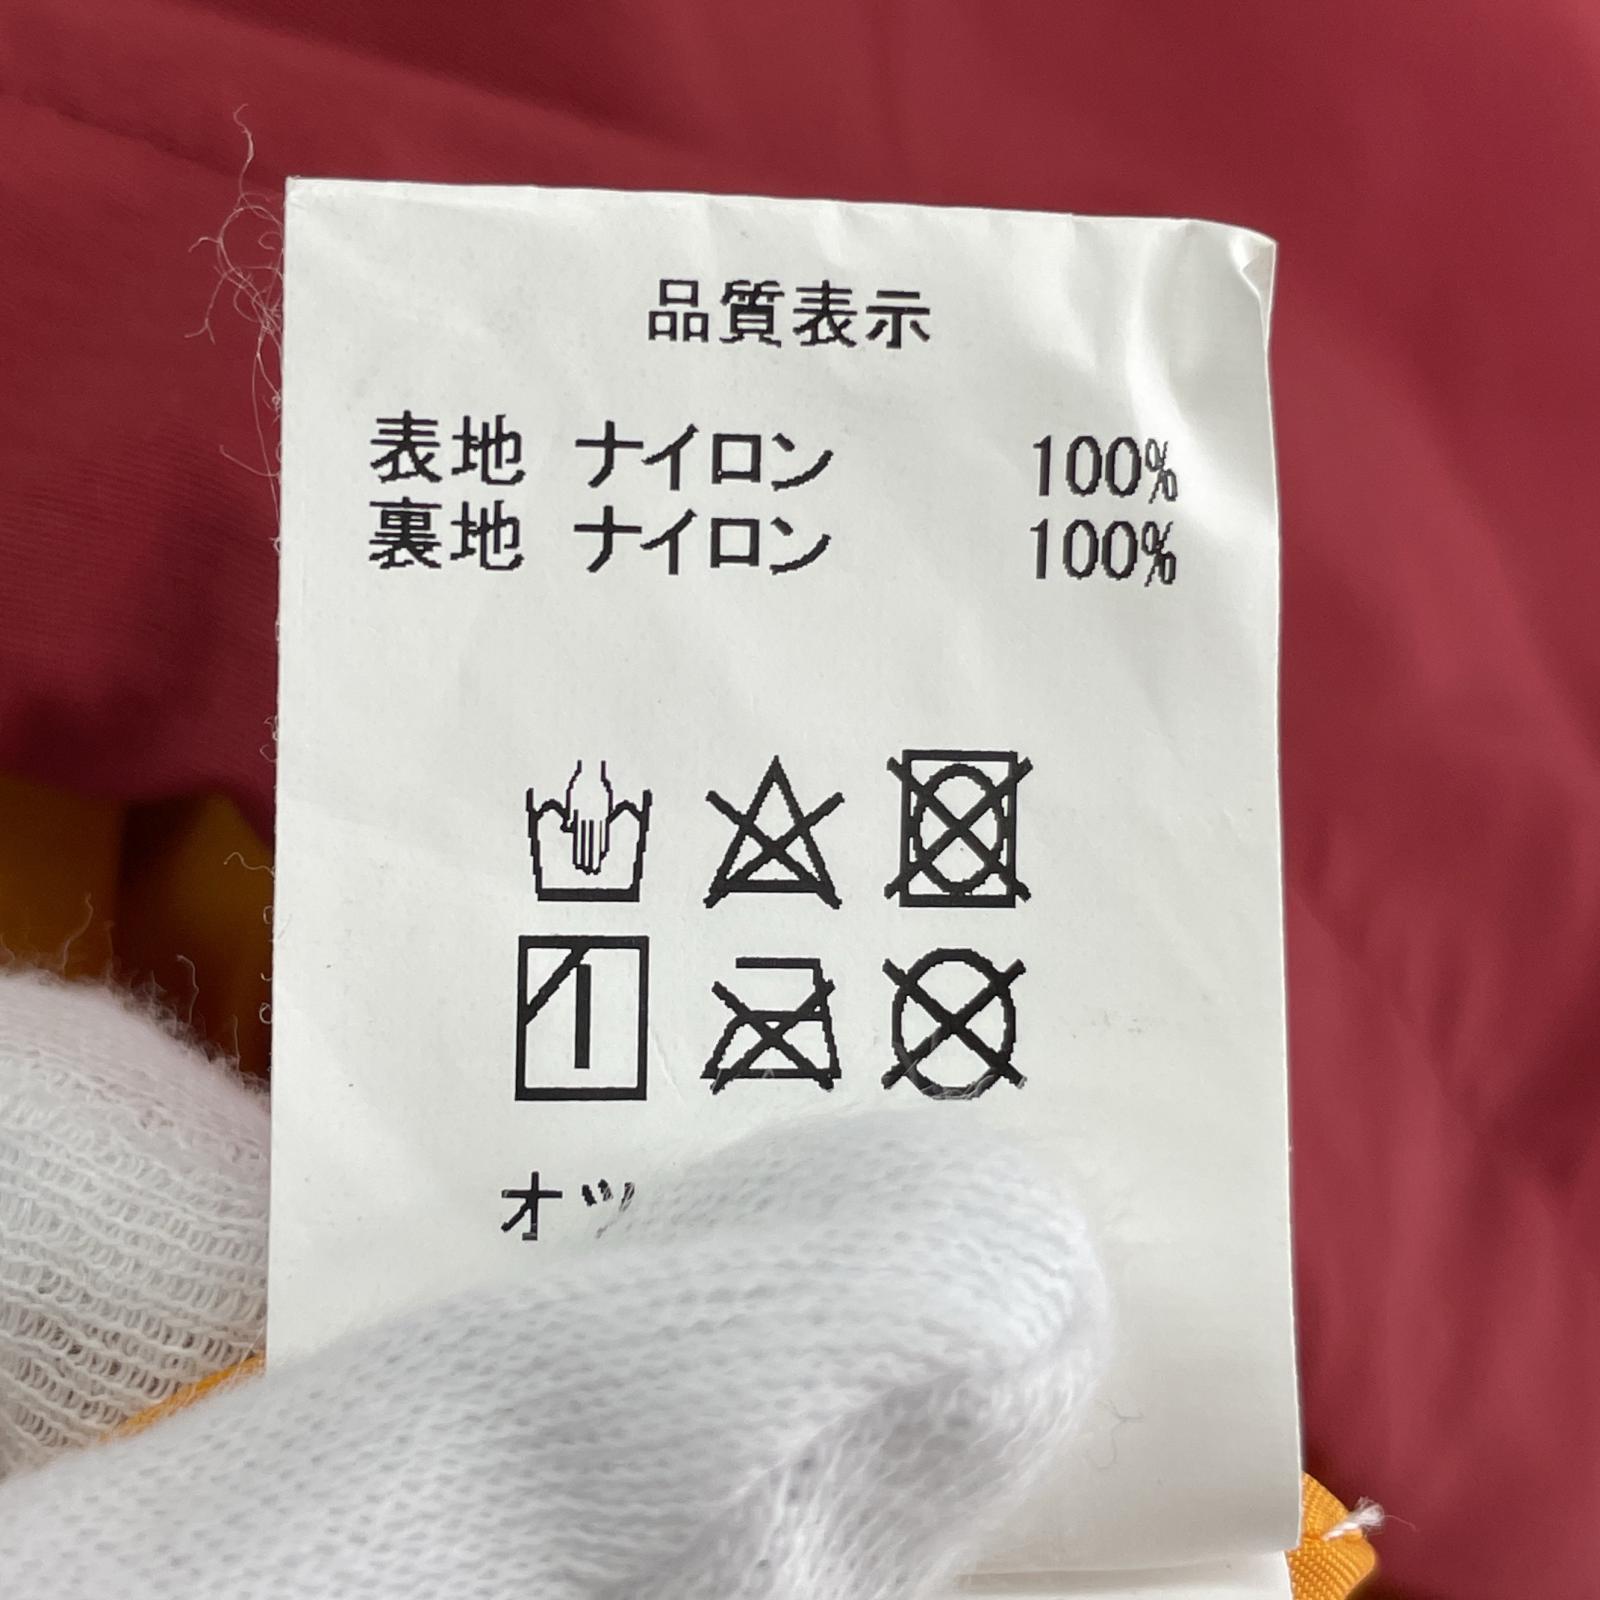 品質表示
表地 ナイロン 100%
裏地 ナイロン 100%